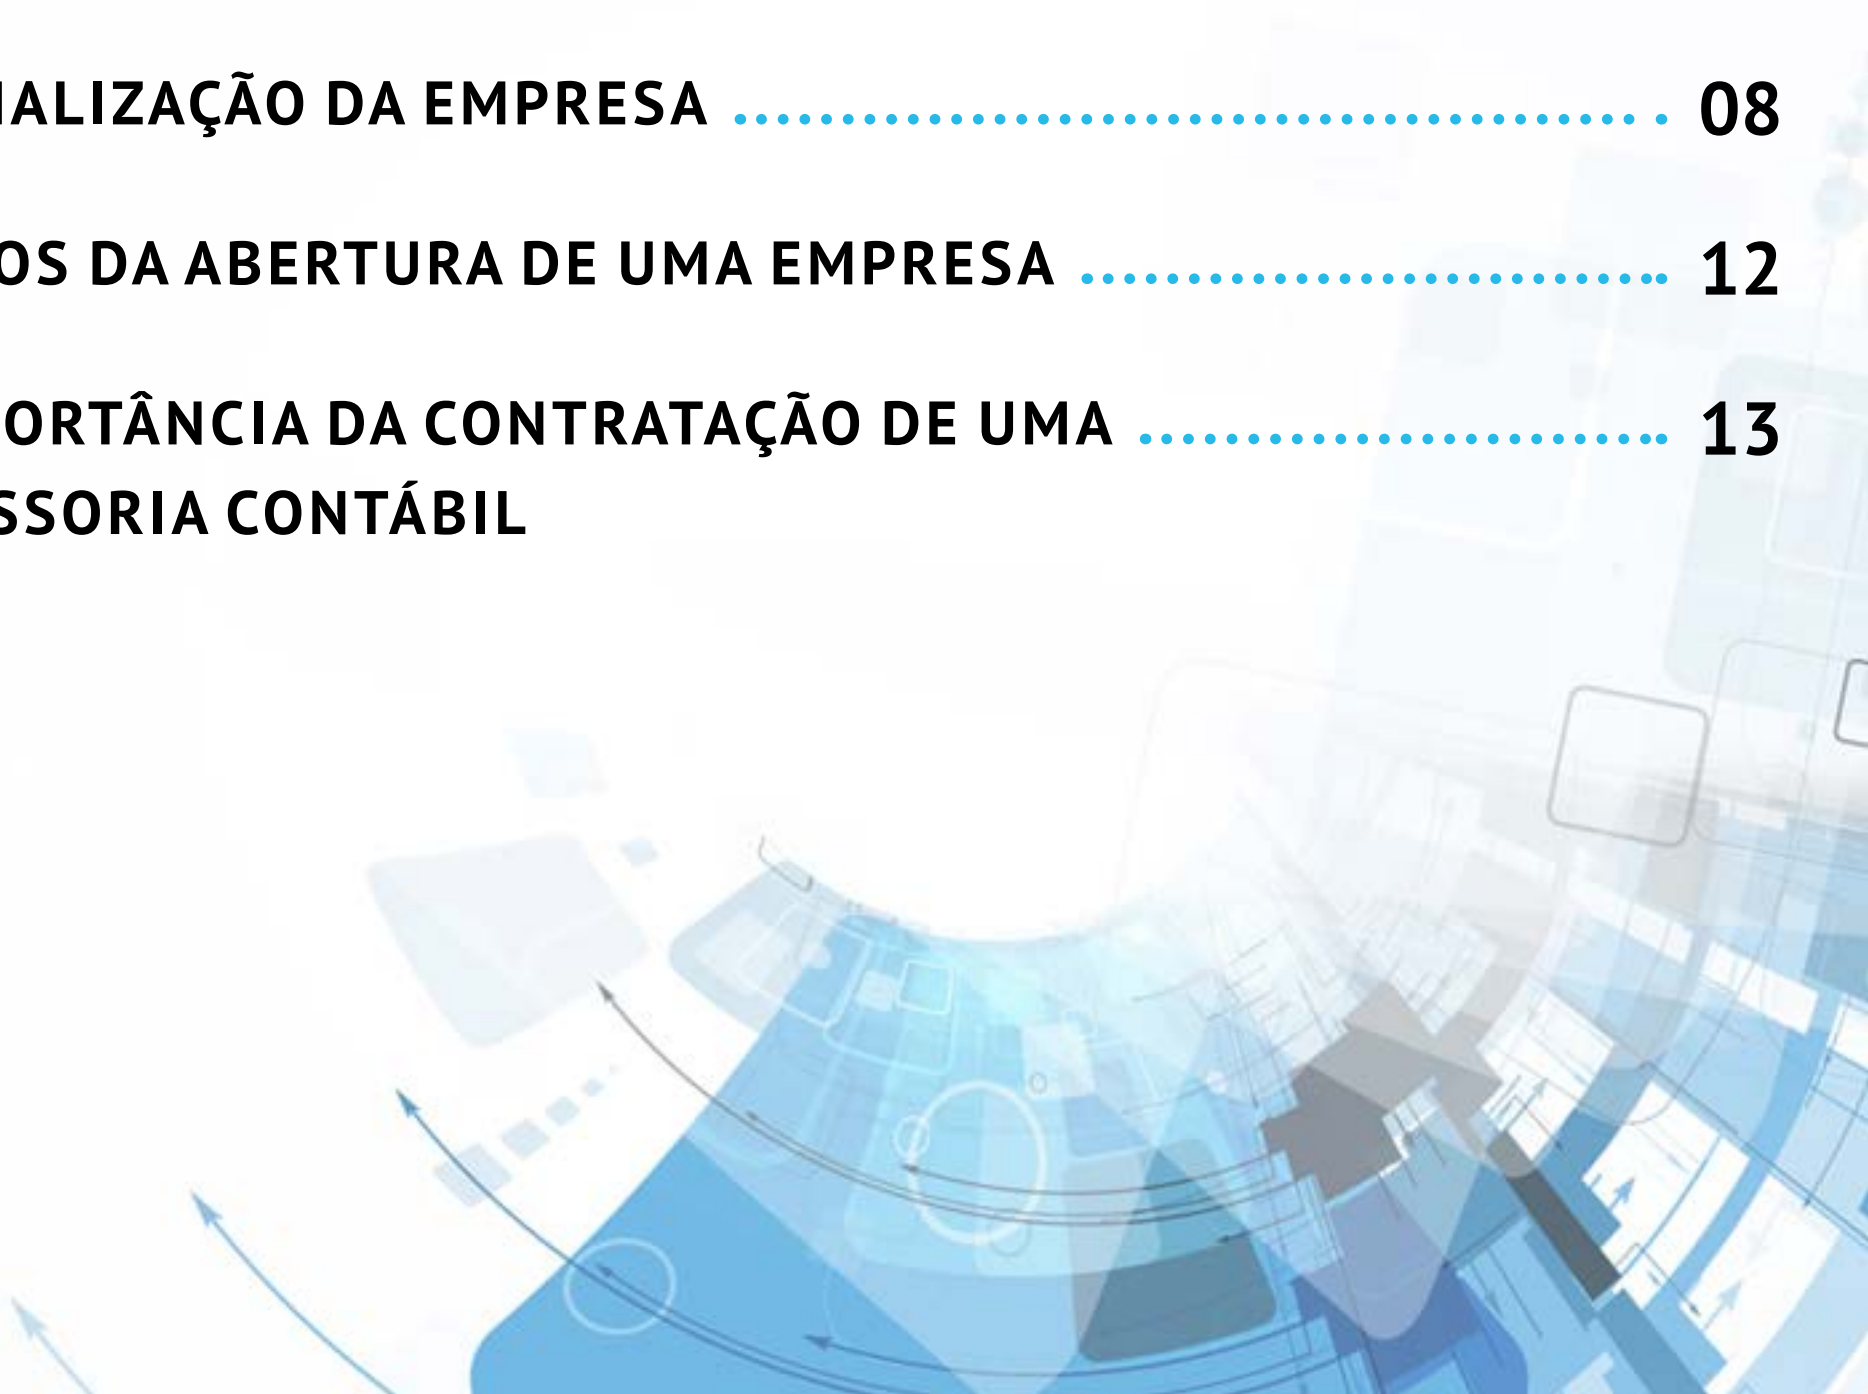 IALIZAÇÃO DA EMPRESA ........................................... 08
OS DA ABERTURA DE UMA EMPRESA ............................ 12
ORTÂNCIA DA CONTRATAÇÃO DE UMA ......................... 13
SSORIA CONTÁBIL